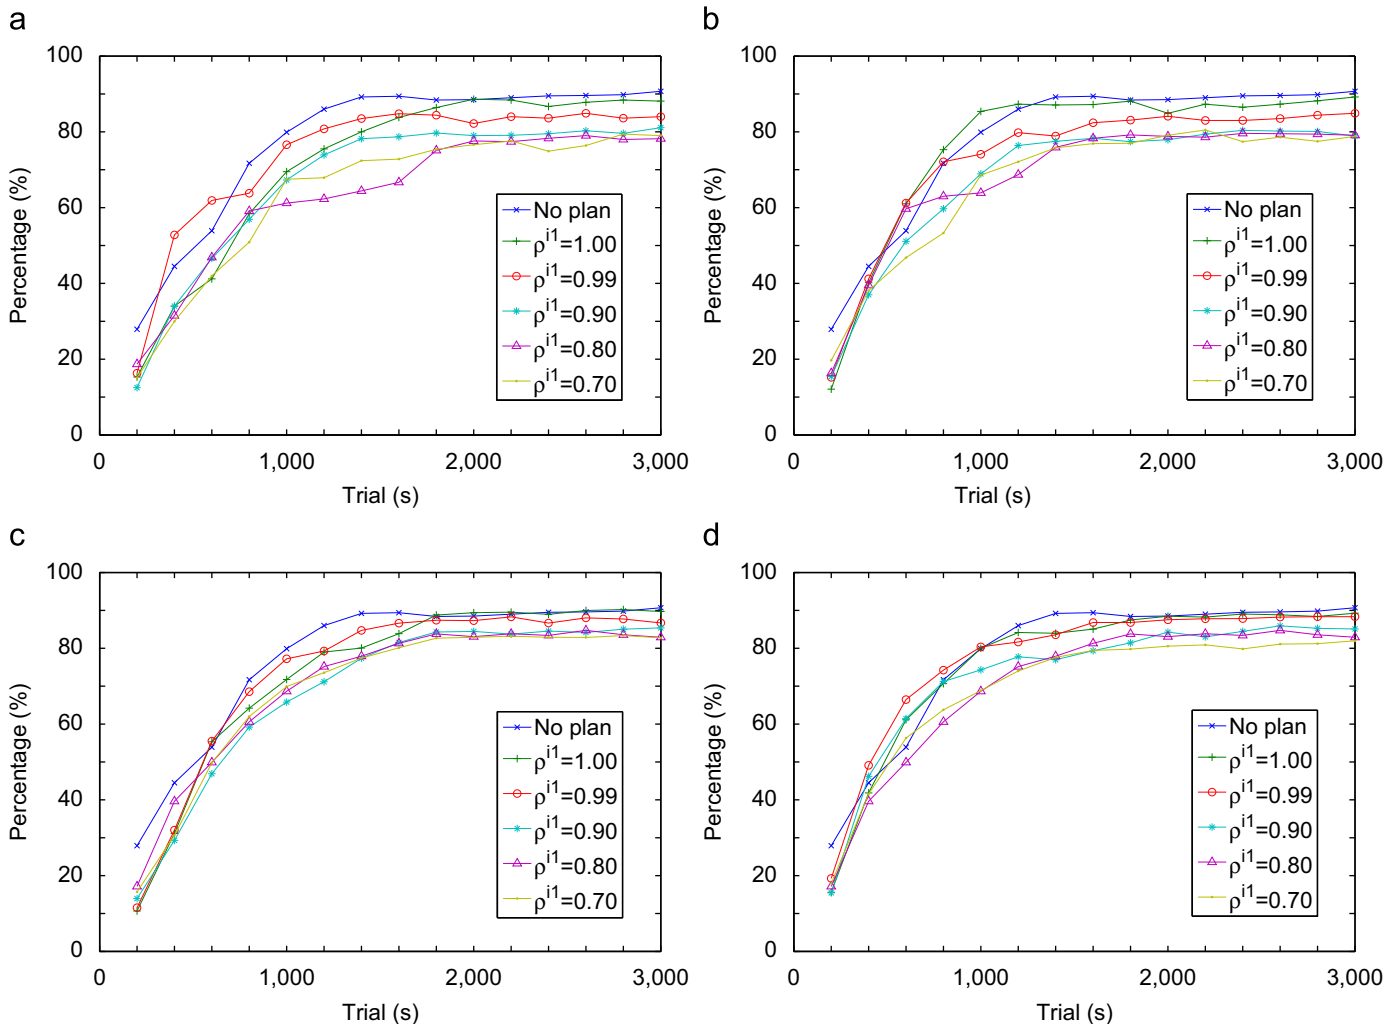 a
100
80
60
40
20
0
Percentage (%)
No plan
ρi1=1.00
ρi1=0.99
ρi1=0.90
ρi1=0.80
ρi1=0.70
0 1,000 2,000 3,000
Trial (s)
b
100
80
60
40
20
0
Percentage (%)
No plan
ρi1=1.00
ρi1=0.99
ρi1=0.90
ρi1=0.80
ρi1=0.70
0 1,000 2,000 3,000
Trial (s)
c
100
80
60
40
20
0
Percentage (%)
No plan
ρi1=1.00
ρi1=0.99
ρi1=0.90
ρi1=0.80
ρi1=0.70
0 1,000 2,000 3,000
Trial (s)
d
100
80
60
40
20
0
Percentage (%)
No plan
ρi1=1.00
ρi1=0.99
ρi1=0.90
ρi1=0.80
ρi1=0.70
0 1,000 2,000 3,000
Trial (s)